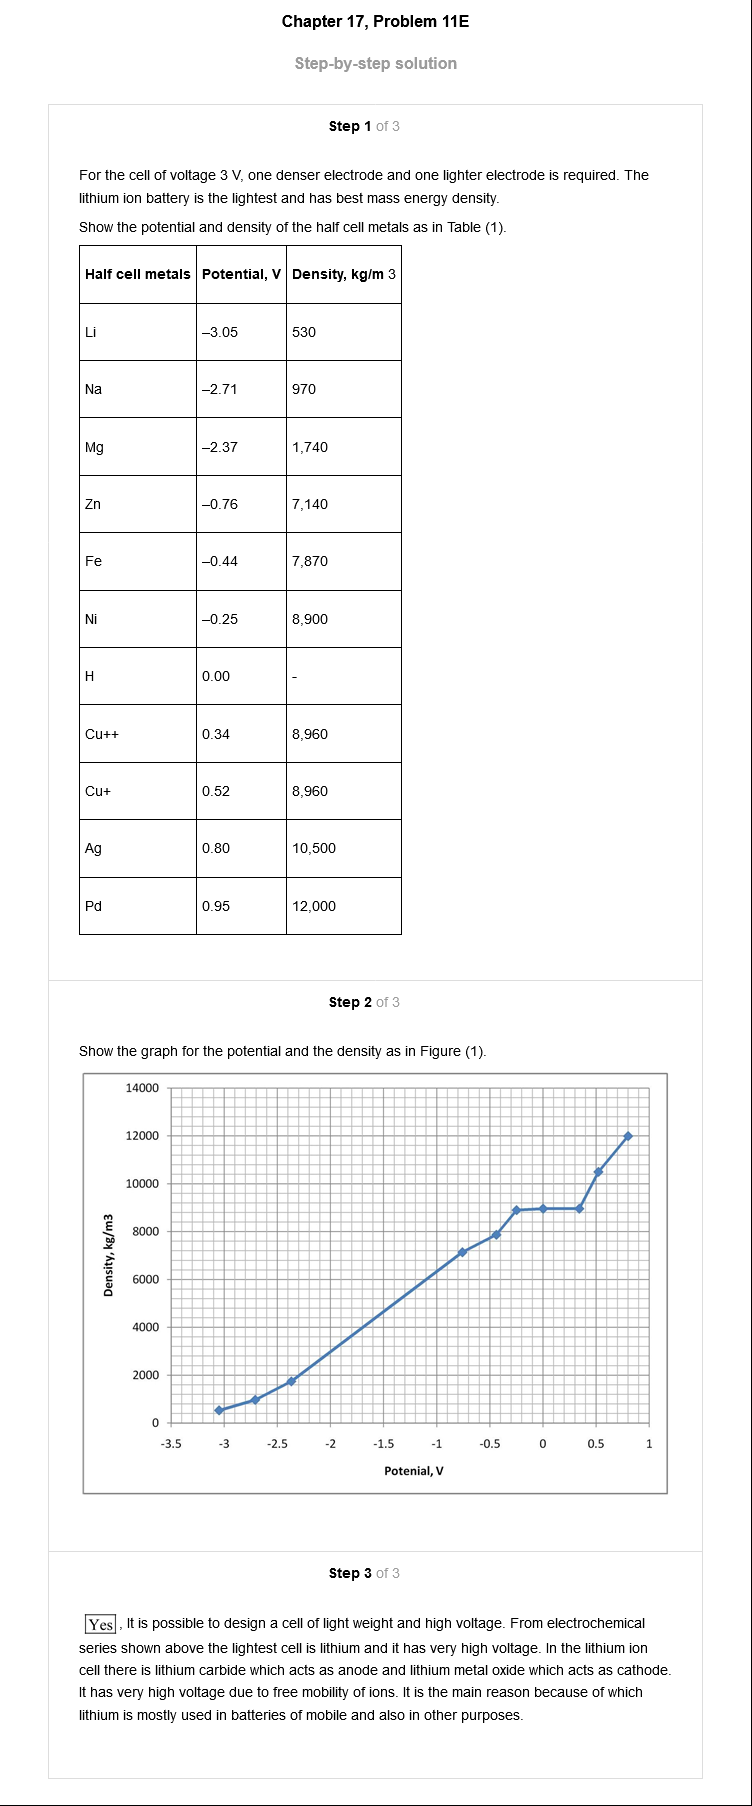 Chapter 17, Problem 11E
Step-by-step solution
Step 1 of 3
For the cell of voltage 3 V, one denser electrode and one lighter electrode is required. The
lithium ion battery is the lightest and has best mass energy density.
Show the potential and density of the half cell metals as in Table (1).
Half cell metals Potential, V Density, kg/m 3
Li –3.05 530
Na –2.71 970
Mg –2.37 1,740
Zn –0.76 7,140
Fe –0.44 7,870
Ni –0.25 8,900
H 0.00 -
Cu++ 0.34 8,960
Cu+ 0.52 8,960
Ag 0.80 10,500
Pd 0.95 12,000
Step 2 of 3
Show the graph for the potential and the density as in Figure (1).
14000
12000
10000
8000
6000
4000
2000
0
Density, kg/m3
-3.5 -3 -2.5 -2 -1.5 -1 -0.5 0 0.5 1
Potenial, V
Step 3 of 3
Yes , It is possible to design a cell of light weight and high voltage. From electrochemical
series shown above the lightest cell is lithium and it has very high voltage. In the lithium ion
cell there is lithium carbide which acts as anode and lithium metal oxide which acts as cathode.
It has very high voltage due to free mobility of ions. It is the main reason because of which
lithium is mostly used in batteries of mobile and also in other purposes.